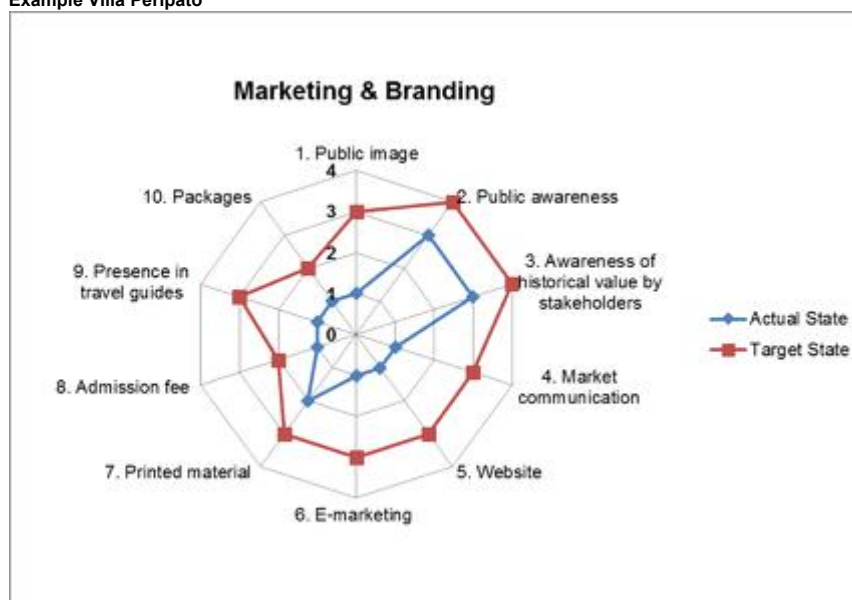 Example Villa Peripato
Marketing & Branding
1. Public image
4
10. Packages
2. Public awareness
3
9. Presence in
travel guides
3. Awareness of
historical value by
stakeholders
2
1
0
Actual State
Target State
8. Admission fee
4. Market
communication
7. Printed material
5. Website
6. E-marketing